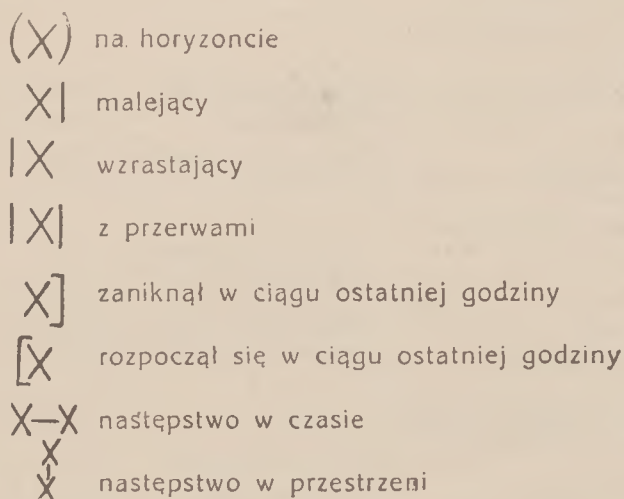 (X) na. horyzoncie
X| malejący
|X wzrastający
|X| z przerwami
X] zaniknął w ciągu ostatniej godziny
[X rozpoczął się w ciągu ostatniej godziny
X—X następstwo w czasie
X
X następstwo w przestrzeni